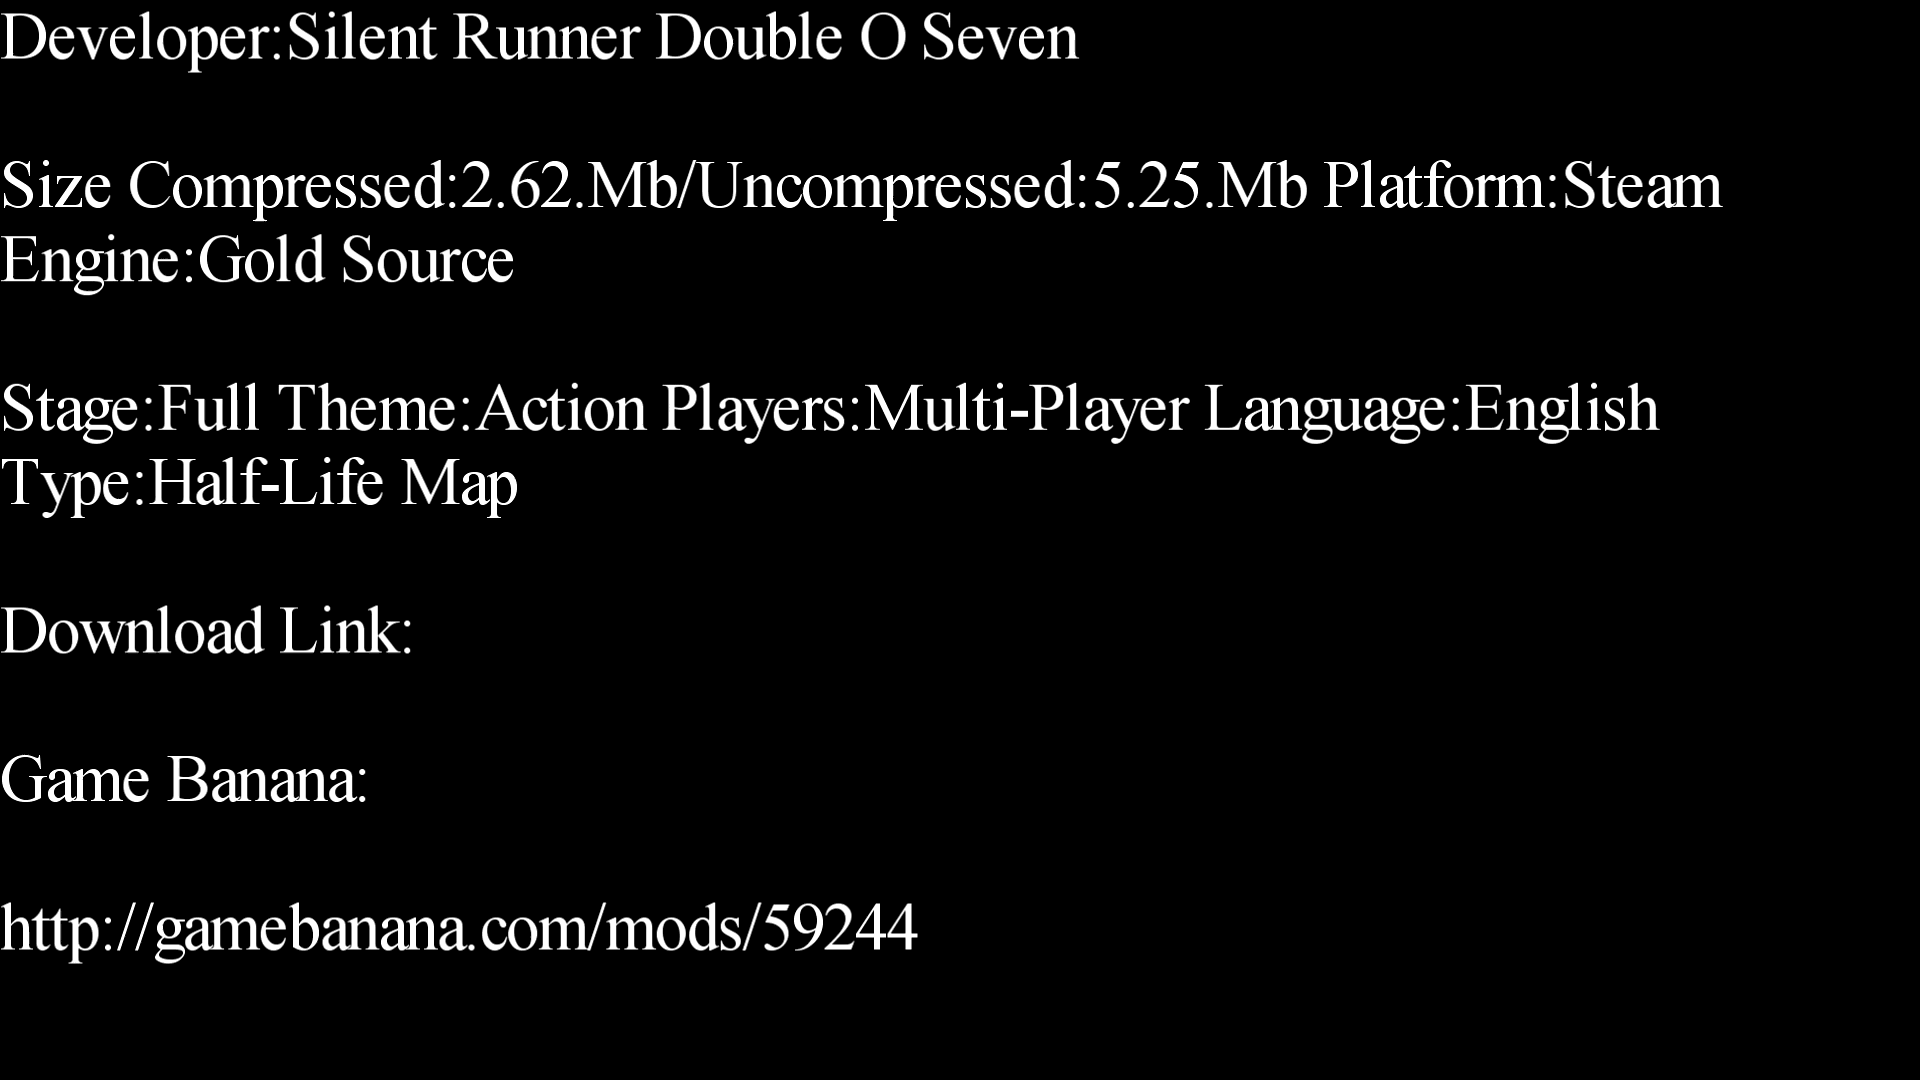 Developer:Silent Runner Double O Seven
Size Compressed:2.62.Mb/Uncompressed:5.25.Mb Platform:Steam
Engine:Gold Source
Stage:Full Theme:Action Players:Multi-Player Language:English
Type:Half-Life Map
Download Link:
Game Banana:
http://gamebanana.com/mods/59244